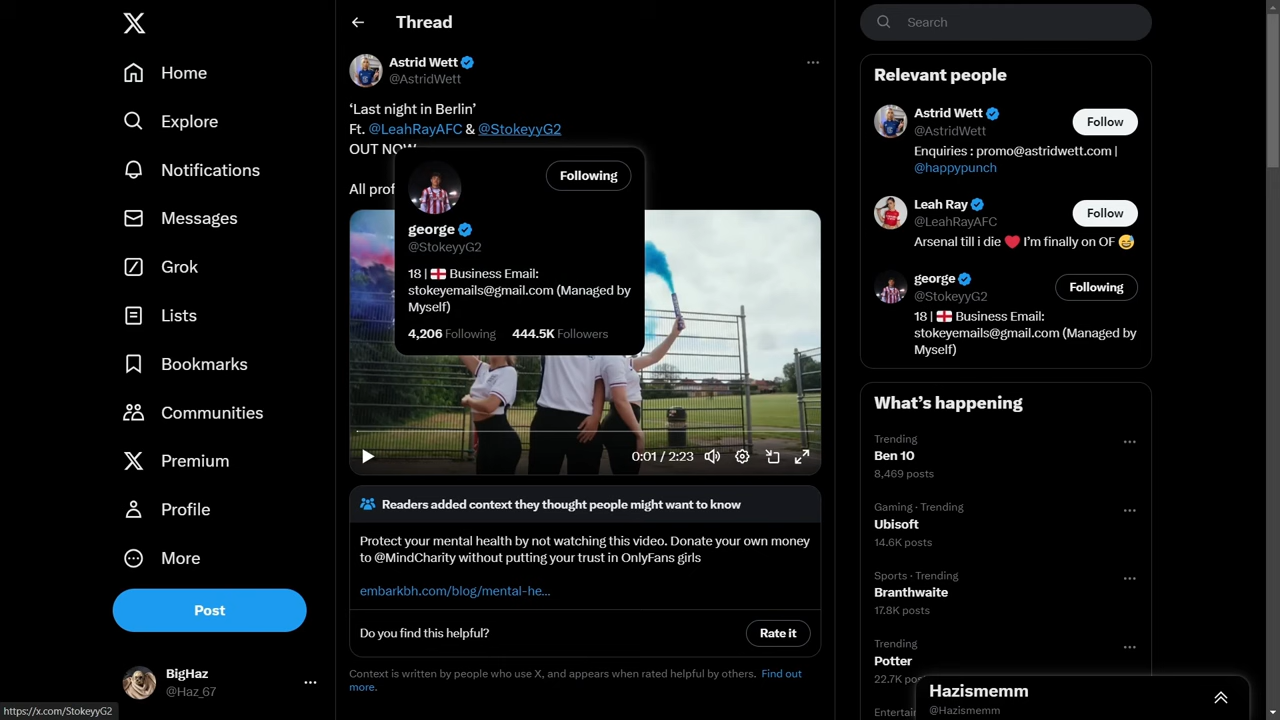 Home
Explore
Notifications
Messages
Grok
Lists
Bookmarks
Communities
Premium
Profile
More
Post
BigHaz
@Haz_67
https://x.com/StokeyyG2
Thread
Astrid Wett
@AstridWett
‘Last night in Berlin’
Ft. @LeahRayAFC & @StokeyyG2
OUT NOW
All prof
Following
george
@StokeyyG2
18 | 🏴󠁧󠁢󠁥󠁮󠁧󠁿 Business Email:
stokeyemails@gmail.com (Managed by
Myself)
4,206 Following 444.5K Followers
0:01 / 2:23
Readers added context they thought people might want to know
Protect your mental health by not watching this video. Donate your own money
to @MindCharity without putting your trust in OnlyFans girls
embarkbh.com/blog/mental-he...
Do you find this helpful?
Rate it
Context is written by people who use X, and appears when rated helpful by others. Find out
more.
Search
Relevant people
Astrid Wett
@AstridWett
Follow
Enquiries : promo@astridwett.com |
@happypunch
Leah Ray
@LeahRayAFC
Follow
Arsenal till i die ❤️ I’m finally on OF 😅
george
@StokeyyG2
Following
18 | 🏴󠁧󠁢󠁥󠁮󠁧󠁿 Business Email:
stokeyemails@gmail.com (Managed by
Myself)
What’s happening
Trending
Ben 10
8,469 posts
Gaming · Trending
Ubisoft
14.6K posts
Sports · Trending
Branthwaite
17.8K posts
Trending
Potter
22.7K pos
Entertai
Hazismemm
@Hazismemm